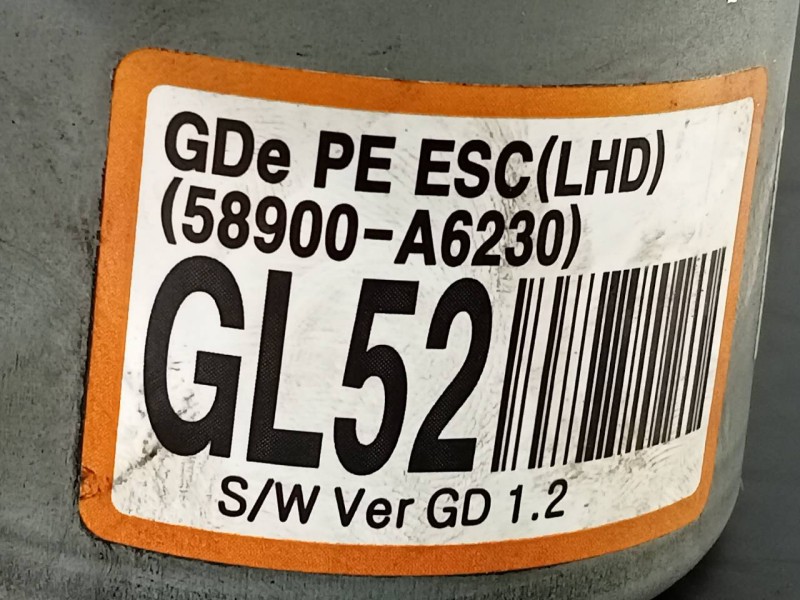 GDe PE ESC(LHD)
(58900-A6230)
GL52
S/W Ver GD 1.2